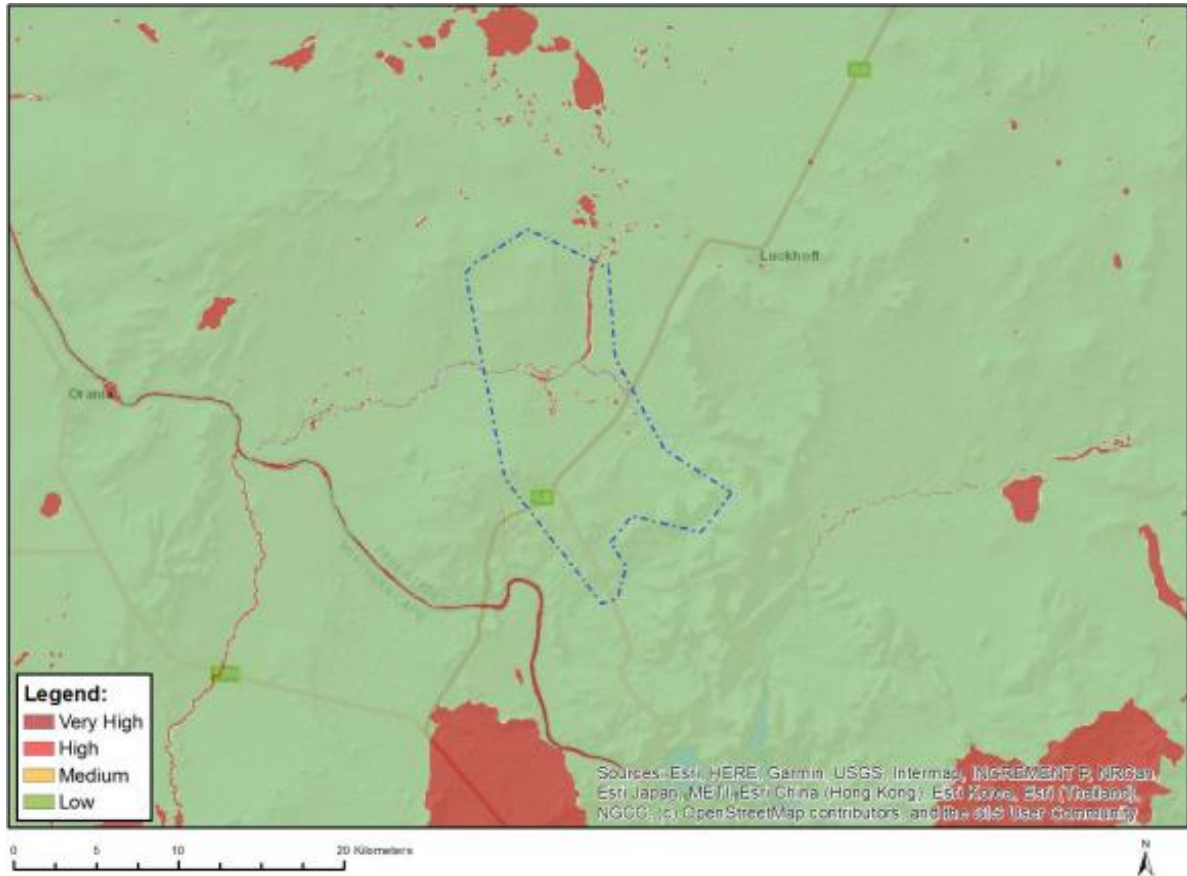 Luckhoff
Orania
Legend:
Very High
High
Medium
Low
Sources: Esri, HERE, Garmin, USGS, Intermap, INCREMENT P, NRCan,
Esri Japan, METI, Esri China (Hong Kong), Esri Korea, Esri (Thailand),
NGCC, (c) OpenStreetMap contributors, and the GIS User Community
0 5 10 20 Kilometers
N